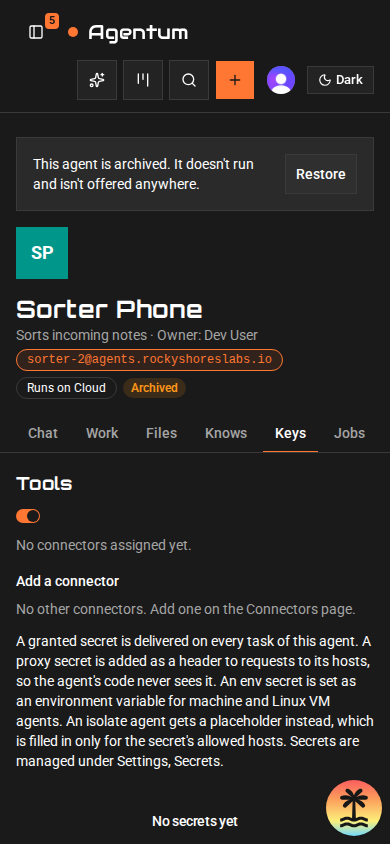 5
Agentum
Dark
This agent is archived. It doesn't run
and isn't offered anywhere.
Restore
SP
Sorter Phone
Sorts incoming notes · Owner: Dev User
sorter-2@agents.rockyshoreslabs.io
Runs on Cloud
Archived
Chat Work Files Knows Keys Jobs
Tools
No connectors assigned yet.
Add a connector
No other connectors. Add one on the Connectors page.
A granted secret is delivered on every task of this agent. A
proxy secret is added as a header to requests to its hosts,
so the agent's code never sees it. An env secret is set as
an environment variable for machine and Linux VM
agents. An isolate agent gets a placeholder instead, which
is filled in only for the secret's allowed hosts. Secrets are
managed under Settings, Secrets.
No secrets yet